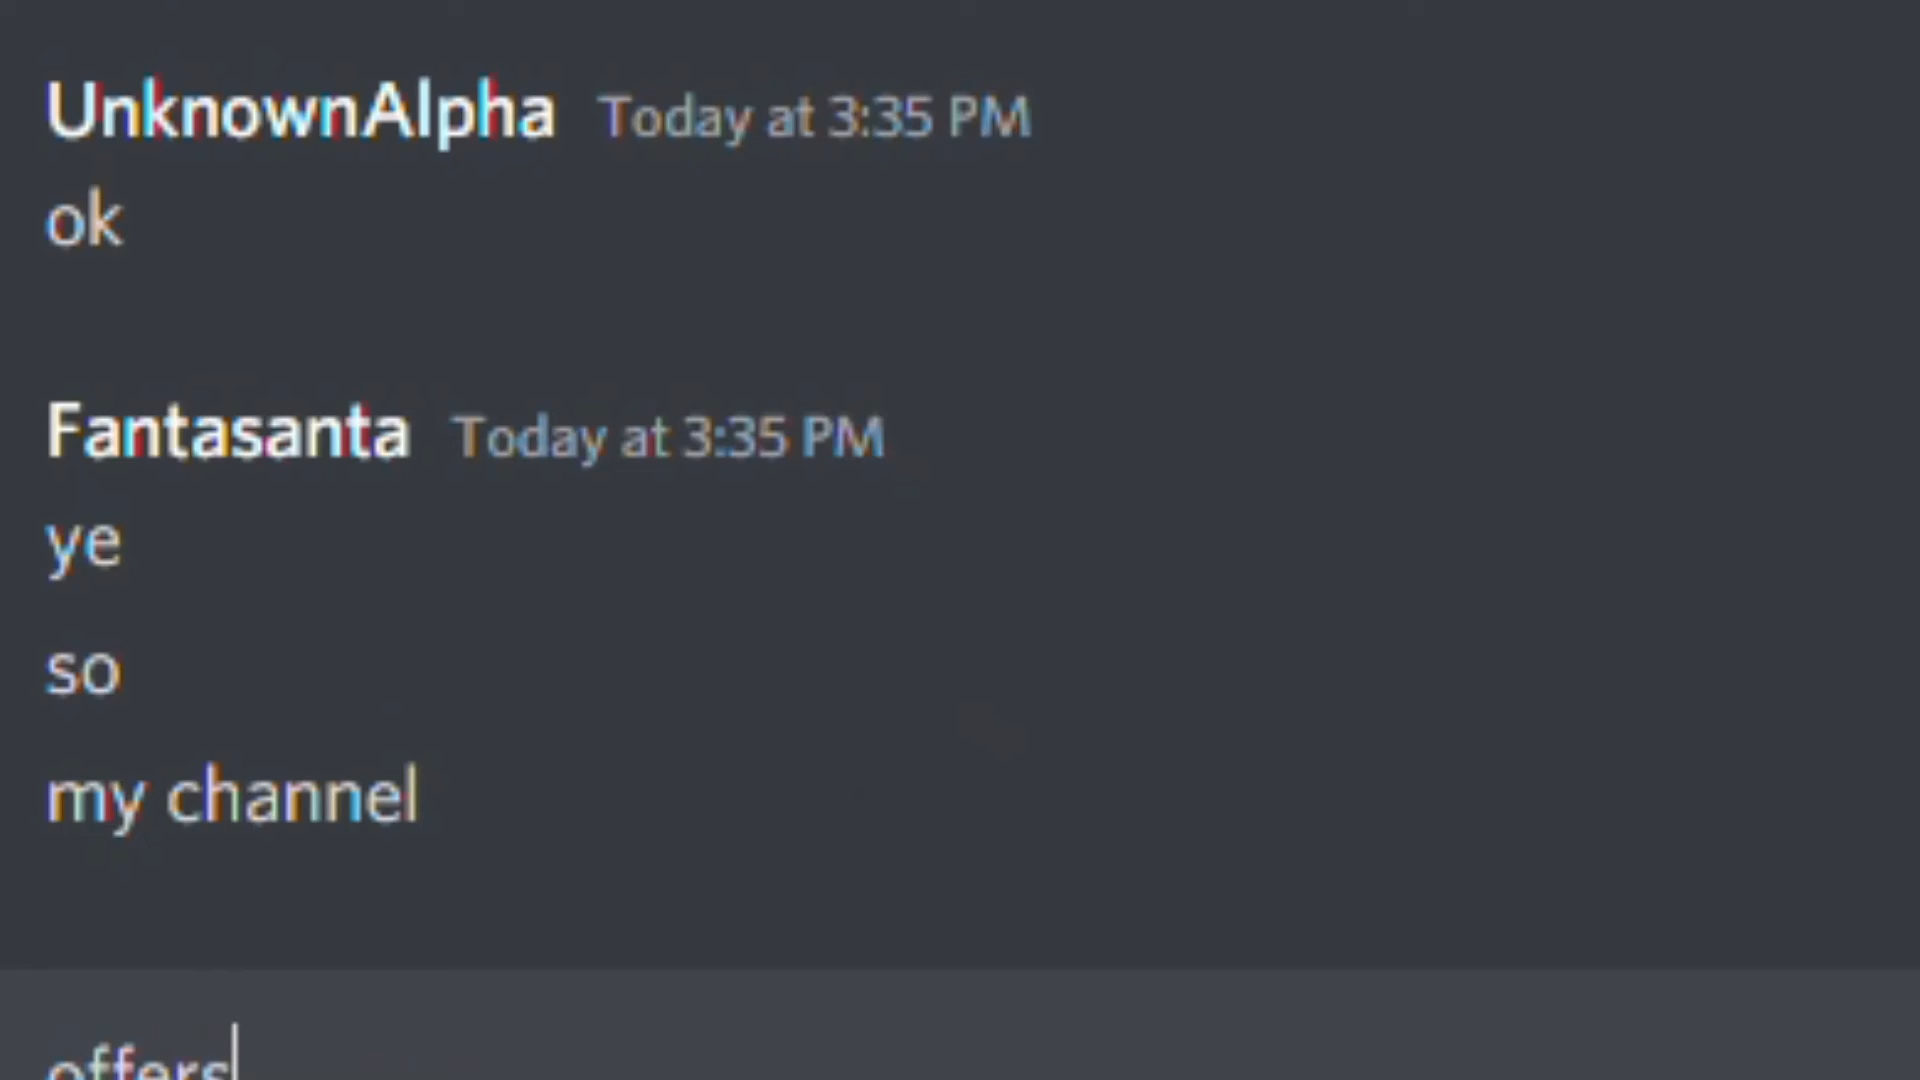 UnknownAlpha Today at 3:35 PM
ok
Fantasanta Today at 3:35 PM
ye
so
my channel
offers